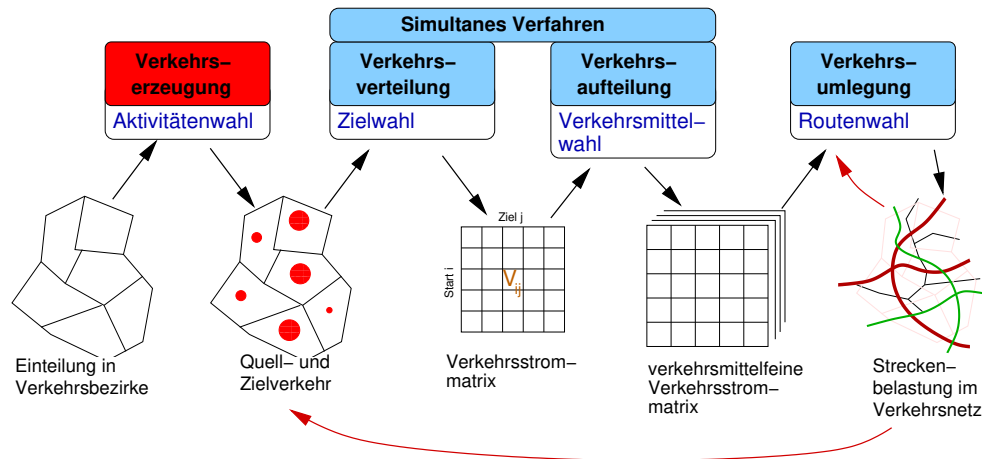 Simultanes Verfahren
Verkehrs–
erzeugung
Aktivitätenwahl
Verkehrs–
verteilung
Zielwahl
Verkehrs–
aufteilung
Verkehrsmittel–
wahl
Verkehrs–
umlegung
Routenwahl
Einteilung in
Verkehrsbezirke
Quell– und
Zielverkehr
Ziel j
Start i
V_ij
Verkehrsstrom–
matrix
verkehrsmittelfeine
Verkehrsstrom–
matrix
Strecken–
belastung im
Verkehrsnetz